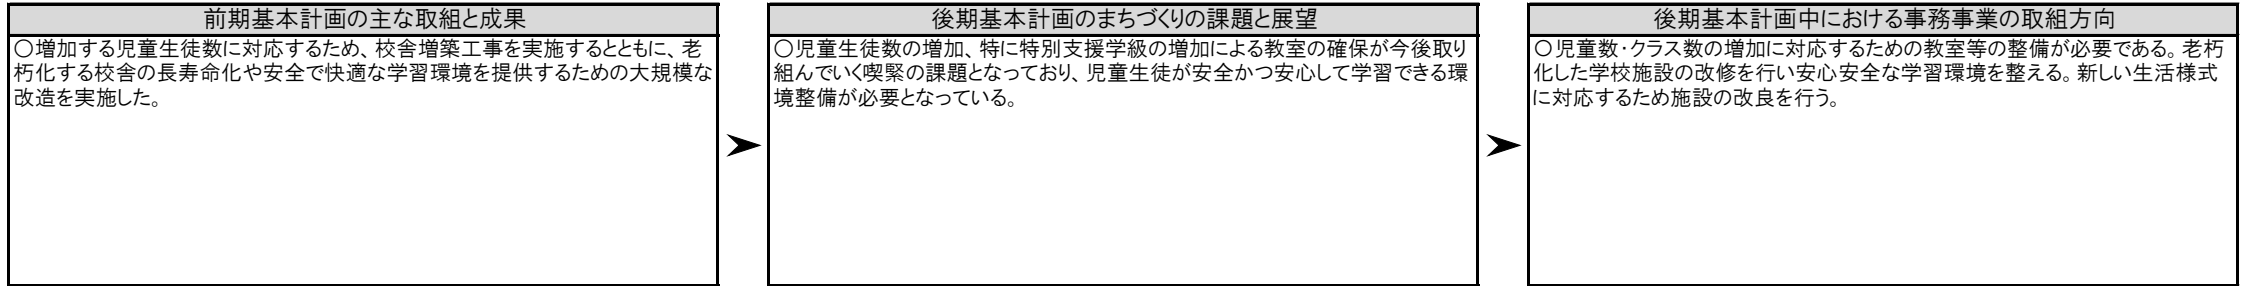 前期基本計画の主な取組と成果
〇増加する児童生徒数に対応するため、校舎増築工事を実施するとともに、老
朽化する校舎の長寿命化や安全で快適な学習環境を提供するための大規模な
改造を実施した。
後期基本計画のまちづくりの課題と展望
〇児童生徒数の増加、特に特別支援学級の増加による教室の確保が今後取り
組んでいく喫緊の課題となっており、児童生徒が安全かつ安心して学習できる環
境整備が必要となっている。
後期基本計画中における事務事業の取組方向
〇児童数・クラス数の増加に対応するための教室等の整備が必要である。老朽
化した学校施設の改修を行い安心安全な学習環境を整える。新しい生活様式
に対応するため施設の改良を行う。